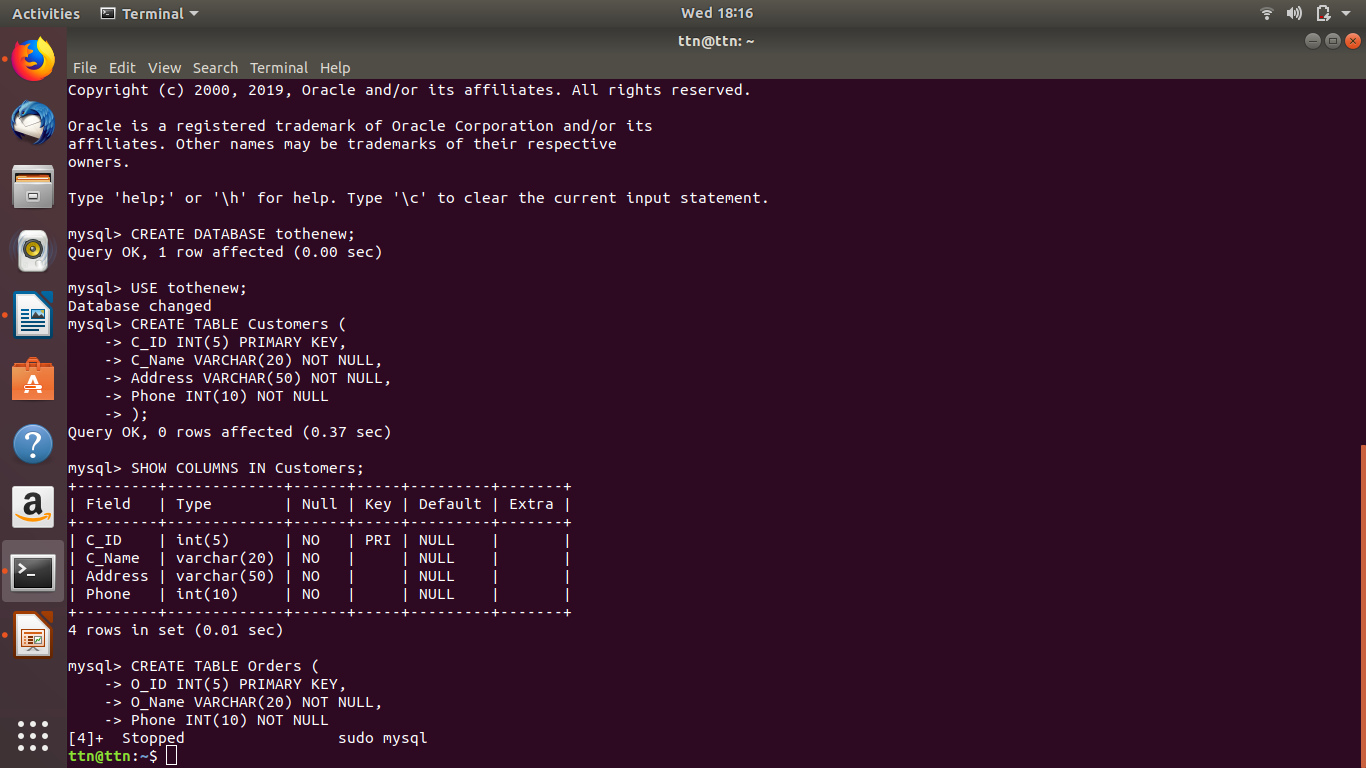 Activities Terminal Wed 18:16
ttn@ttn: ~
File Edit View Search Terminal Help
Copyright (c) 2000, 2019, Oracle and/or its affiliates. All rights reserved.
Oracle is a registered trademark of Oracle Corporation and/or its
affiliates. Other names may be trademarks of their respective
owners.
Type 'help;' or '\h' for help. Type '\c' to clear the current input statement.
mysql> CREATE DATABASE tothenew;
Query OK, 1 row affected (0.00 sec)
mysql> USE tothenew;
Database changed
mysql> CREATE TABLE Customers (
    -> C_ID INT(5) PRIMARY KEY,
    -> C_Name VARCHAR(20) NOT NULL,
    -> Address VARCHAR(50) NOT NULL,
    -> Phone INT(10) NOT NULL
    -> );
Query OK, 0 rows affected (0.37 sec)
mysql> SHOW COLUMNS IN Customers;
+---------+-------------+------+-----+---------+-------+
| Field   | Type        | Null | Key | Default | Extra |
+---------+-------------+------+-----+---------+-------+
| C_ID    | int(5)      | NO   | PRI | NULL    |       |
| C_Name  | varchar(20) | NO   |     | NULL    |       |
| Address | varchar(50) | NO   |     | NULL    |       |
| Phone   | int(10)     | NO   |     | NULL    |       |
+---------+-------------+------+-----+---------+-------+
4 rows in set (0.01 sec)
mysql> CREATE TABLE Orders (
    -> O_ID INT(5) PRIMARY KEY,
    -> O_Name VARCHAR(20) NOT NULL,
    -> Phone INT(10) NOT NULL
[4]+  Stopped                 sudo mysql
ttn@ttn:~$